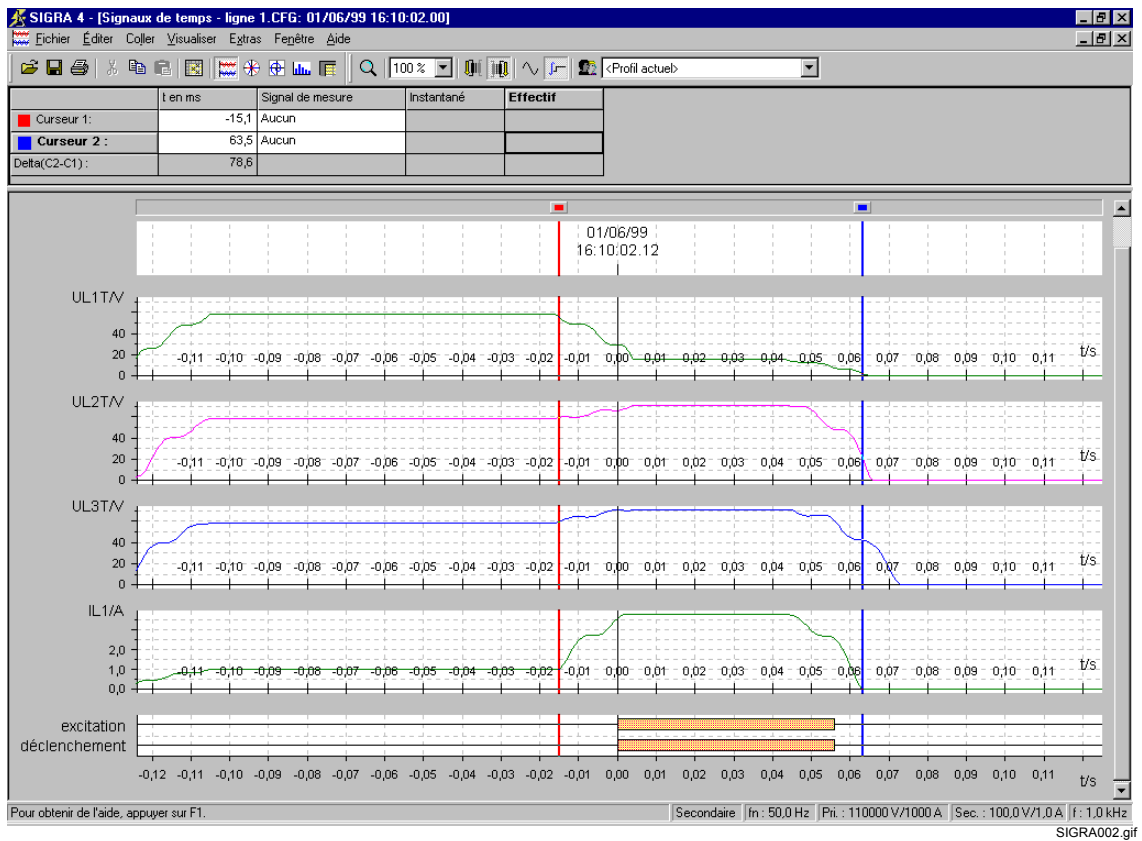 SIGRA 4 - [Signaux de temps - ligne 1.CFG: 01/06/99 16:10:02.00]
Fichier Éditer Coller Visualiser Extras Fenêtre Aide
100 % <Profil actuel>
t en ms Signal de mesure Instantané Effectif
Curseur 1: -15,1 Aucun
Curseur 2 : 63,5 Aucun
Delta(C2-C1) : 78,6
01/06/99
16:10:02.12
UL1T/V
40
20
0
-0,11 -0,10 -0,09 -0,08 -0,07 -0,06 -0,05 -0,04 -0,03 -0,02 -0,01 0,00 0,01 0,02 0,03 0,04 0,05 0,06 0,07 0,08 0,09 0,10 0,11 t/s
UL2T/V
40
20
0
-0,11 -0,10 -0,09 -0,08 -0,07 -0,06 -0,05 -0,04 -0,03 -0,02 -0,01 0,00 0,01 0,02 0,03 0,04 0,05 0,06 0,07 0,08 0,09 0,10 0,11 t/s
UL3T/V
40
20
0
-0,11 -0,10 -0,09 -0,08 -0,07 -0,06 -0,05 -0,04 -0,03 -0,02 -0,01 0,00 0,01 0,02 0,03 0,04 0,05 0,06 0,07 0,08 0,09 0,10 0,11 t/s
IL1/A
2,0
1,0
0,0
-0,11 -0,10 -0,09 -0,08 -0,07 -0,06 -0,05 -0,04 -0,03 -0,02 -0,01 0,00 0,01 0,02 0,03 0,04 0,05 0,06 0,07 0,08 0,09 0,10 0,11 t/s
excitation
déclenchement
-0,12 -0,11 -0,10 -0,09 -0,08 -0,07 -0,06 -0,05 -0,04 -0,03 -0,02 -0,01 0,00 0,01 0,02 0,03 0,04 0,05 0,06 0,07 0,08 0,09 0,10 0,11 t/s
Pour obtenir de l'aide, appuyer sur F1. Secondaire fn : 50,0 Hz Pri. : 110000 V/1000 A Sec. : 100,0 V/1,0 A f : 1,0 kHz
SIGRA002.gif